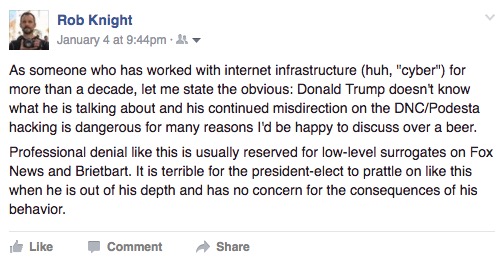 Rob Knight
January 4 at 9:44pm ·
As someone who has worked with internet infrastructure (huh, "cyber") for
more than a decade, let me state the obvious: Donald Trump doesn't know
what he is talking about and his continued misdirection on the DNC/Podesta
hacking is dangerous for many reasons I'd be happy to discuss over a beer.
Professional denial like this is usually reserved for low-level surrogates on Fox
News and Brietbart. It is terrible for the president-elect to prattle on like this
when he is out of his depth and has no concern for the consequences of his
behavior.
Like Comment Share